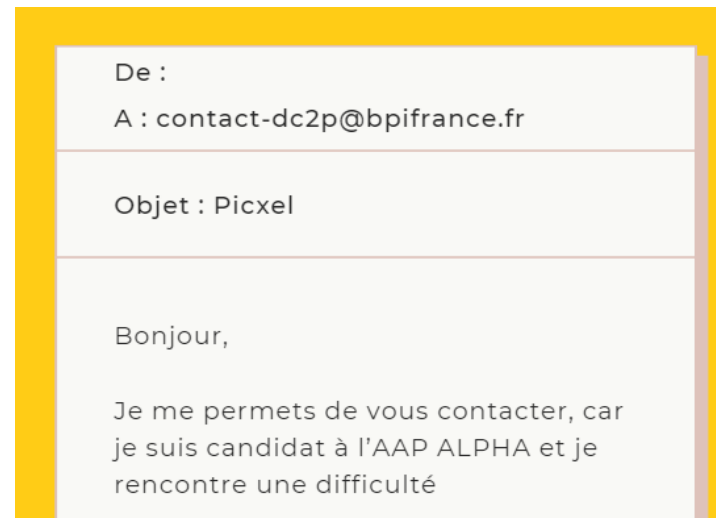 De :
A : contact-dc2p@bpifrance.fr
Objet : Picxel
Bonjour,
Je me permets de vous contacter, car
je suis candidat à l'AAP ALPHA et je
rencontre une difficulté